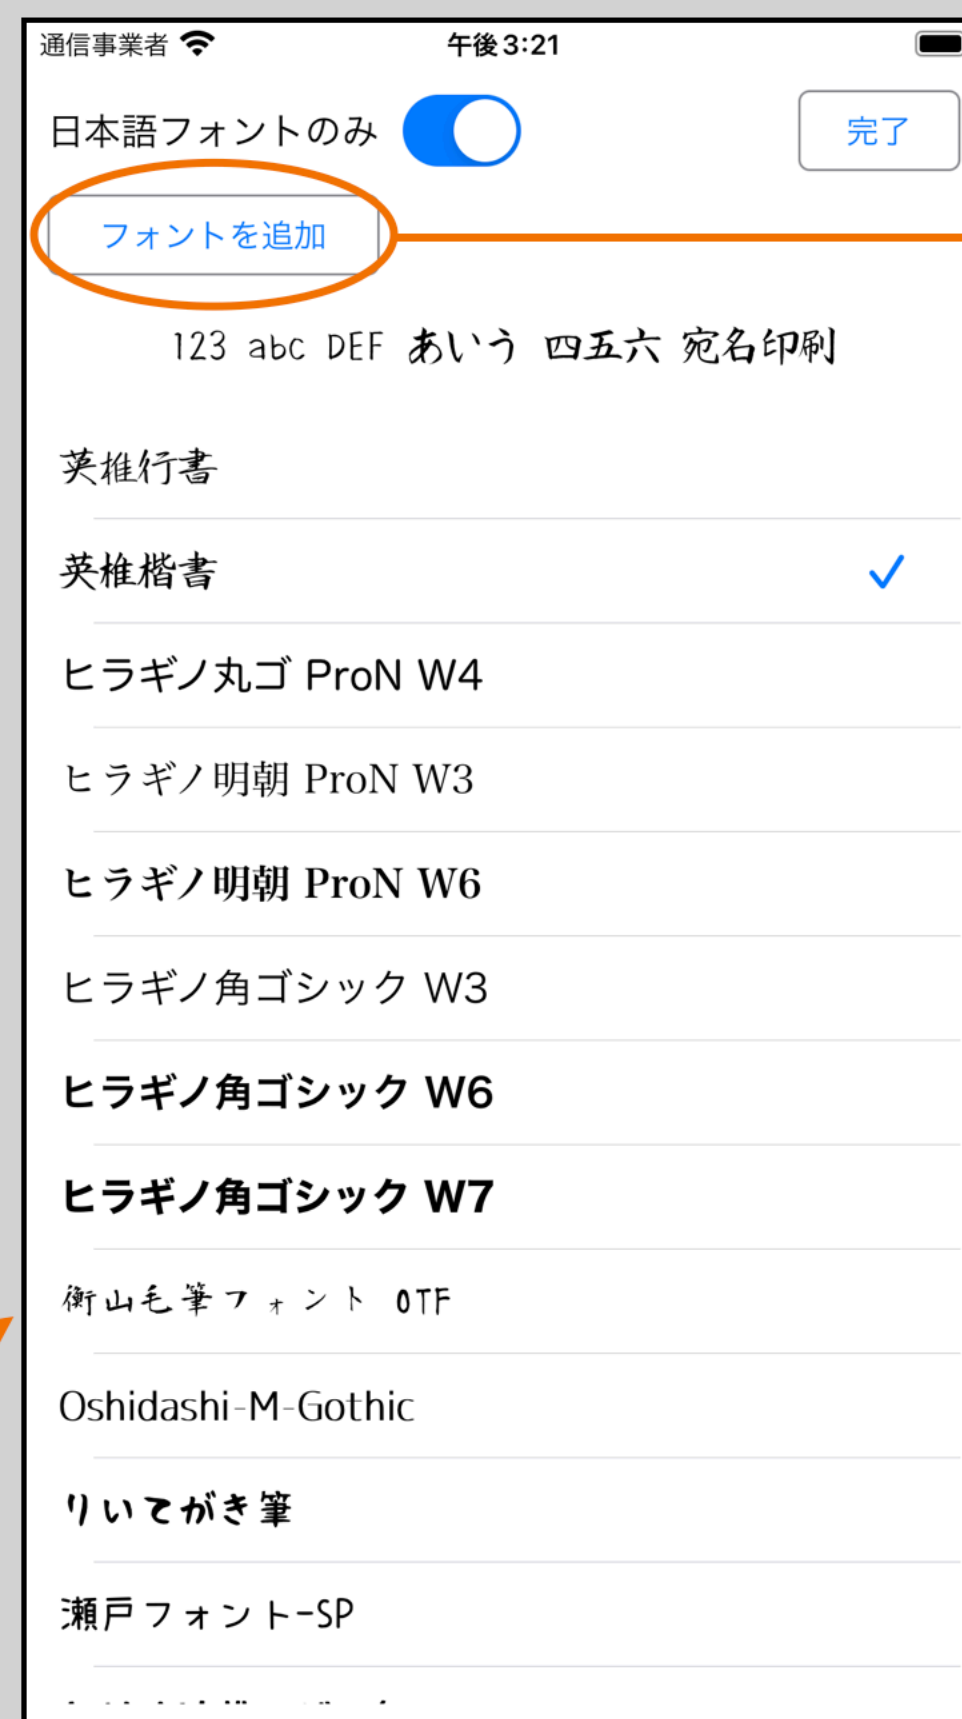 通信事業者
午後3:21
日本語フォントのみ
完了
フォントを追加
123 abc DEF あいう 四五六 宛名印刷
英椎行書
英椎楷書
ヒラギノ丸ゴ ProN W4
ヒラギノ明朝 ProN W3
ヒラギノ明朝 ProN W6
ヒラギノ角ゴシック W3
ヒラギノ角ゴシック W6
ヒラギノ角ゴシック W7
衡山毛筆フォント OTF
Oshidashi-M-Gothic
りいてがき筆
瀬戸フォント-SP